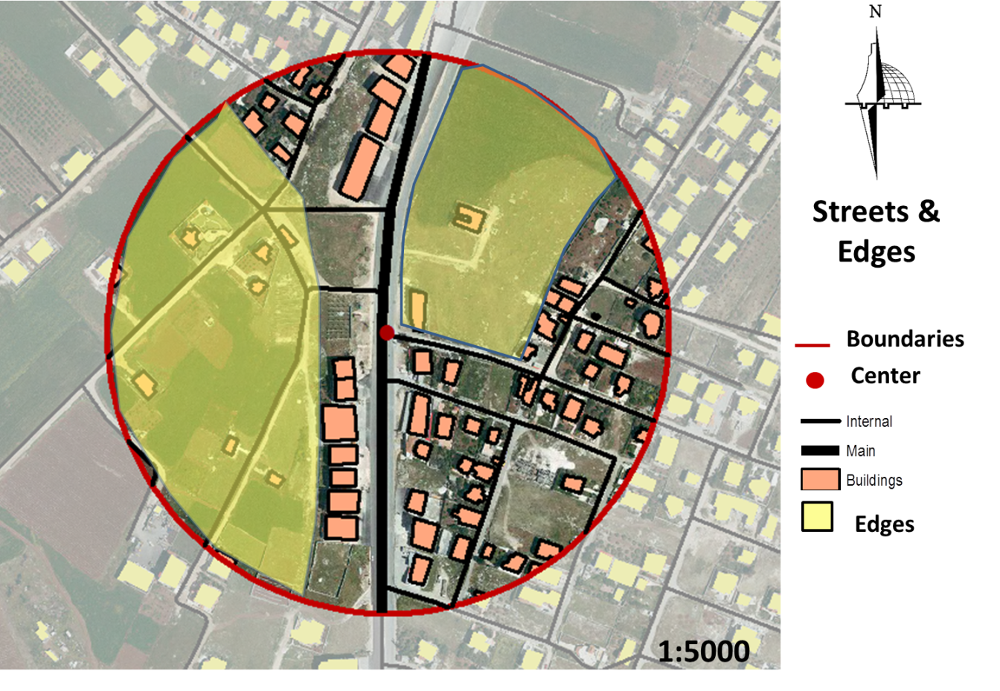 N
Streets &
Edges
Boundaries
Center
Internal
Main
Buildings
Edges
1:5000